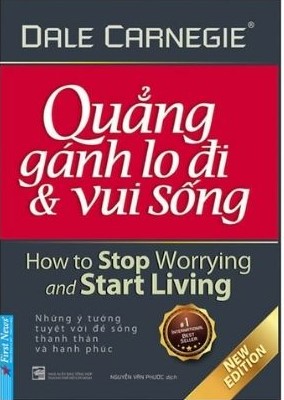 DALE CARNEGIE®
Quảng
gánh lo đi
& vui sống
How to Stop Worrying
and Start Living
Những ý tưởng
tuyệt vời để sống
thanh thản
và hạnh phúc
#1
INTERNATIONAL
BEST
SELLER
NEW
EDITION
First News
NGUYỄN VĂN PHƯỚC dịch